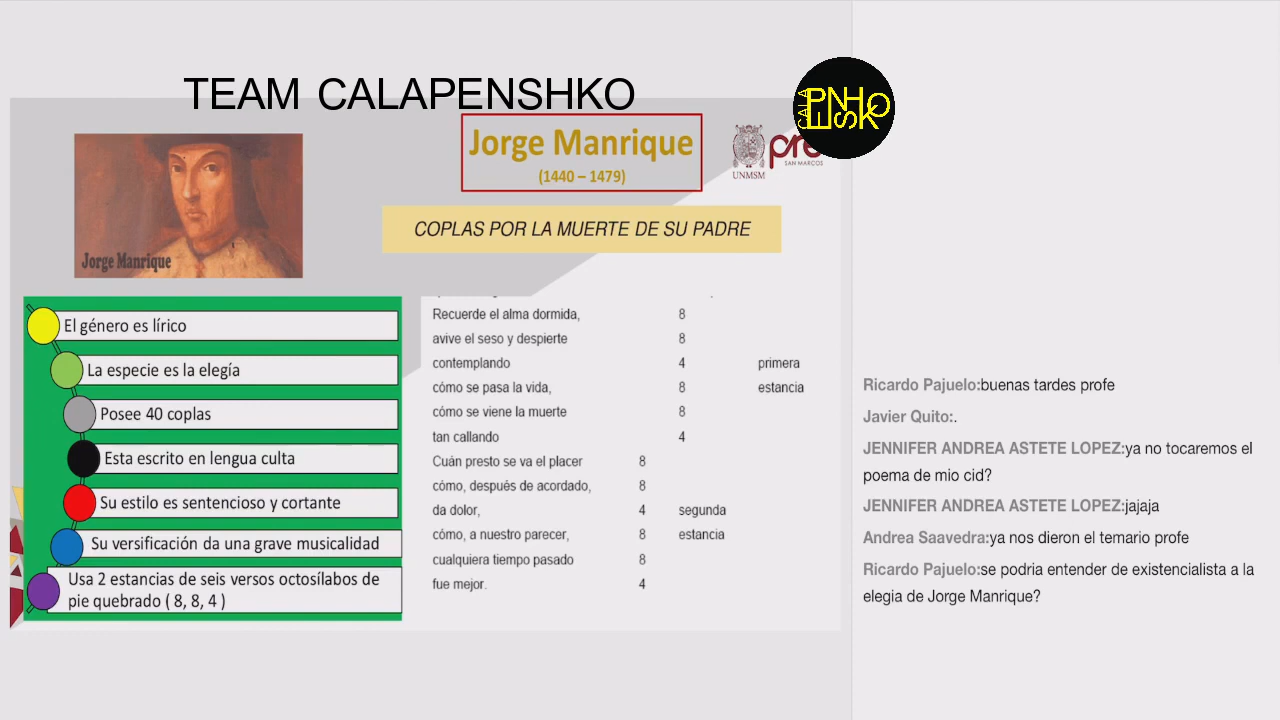 TEAM CALAPENSHKO
CALA
PNHO
ESK
Jorge Manrique
(1440 – 1479)
UNMSM
pre
SAN MARCOS
COPLAS POR LA MUERTE DE SU PADRE
Jorge Manrique
El género es lírico
La especie es la elegía
Posee 40 coplas
Esta escrito en lengua culta
Su estilo es sentencioso y cortante
Su versificación da una grave musicalidad
Usa 2 estancias de seis versos octosílabos de
pie quebrado ( 8, 8, 4 )
Recuerde el alma dormida, 8
avive el seso y despierte 8
contemplando 4 primera
cómo se pasa la vida, 8 estancia
cómo se viene la muerte 8
tan callando 4
Cuán presto se va el placer 8
cómo, después de acordado, 8
da dolor, 4 segunda
cómo, a nuestro parecer, 8 estancia
cualquiera tiempo pasado 8
fue mejor. 4
Ricardo Pajuelo:buenas tardes profe
Javier Quito:.
JENNIFER ANDREA ASTETE LOPEZ:ya no tocaremos el
poema de mio cid?
JENNIFER ANDREA ASTETE LOPEZ:jajaja
Andrea Saavedra:ya nos dieron el temario profe
Ricardo Pajuelo:se podria entender de existencialista a la
elegia de Jorge Manrique?